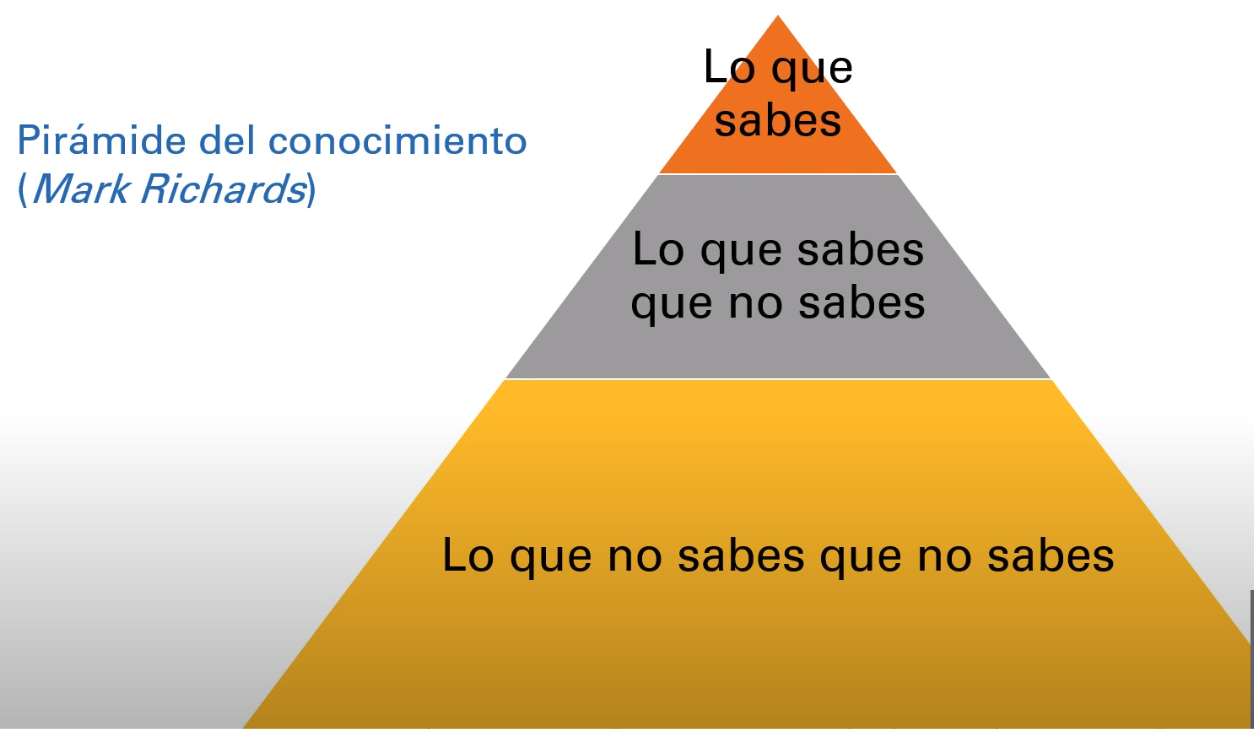 Pirámide del conocimiento
(Mark Richards)
Lo que
sabes
Lo que sabes
que no sabes
Lo que no sabes que no sabes